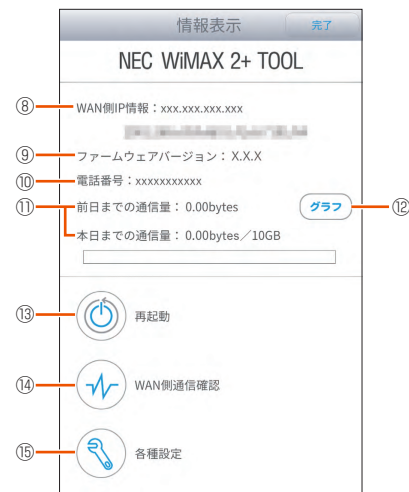 情報表示 完了
NEC WiMAX 2+ TOOL
⑧ WAN側IP情報：xxx.xxx.xxx.xxx
⑨ ファームウェアバージョン：X.X.X
⑩ 電話番号：xxxxxxxxxxx
⑪ 前日までの通信量： 0.00bytes グラフ ⑫
本日までの通信量： 0.00bytes／10GB
⑬ 再起動
⑭ WAN側通信確認
⑮ 各種設定